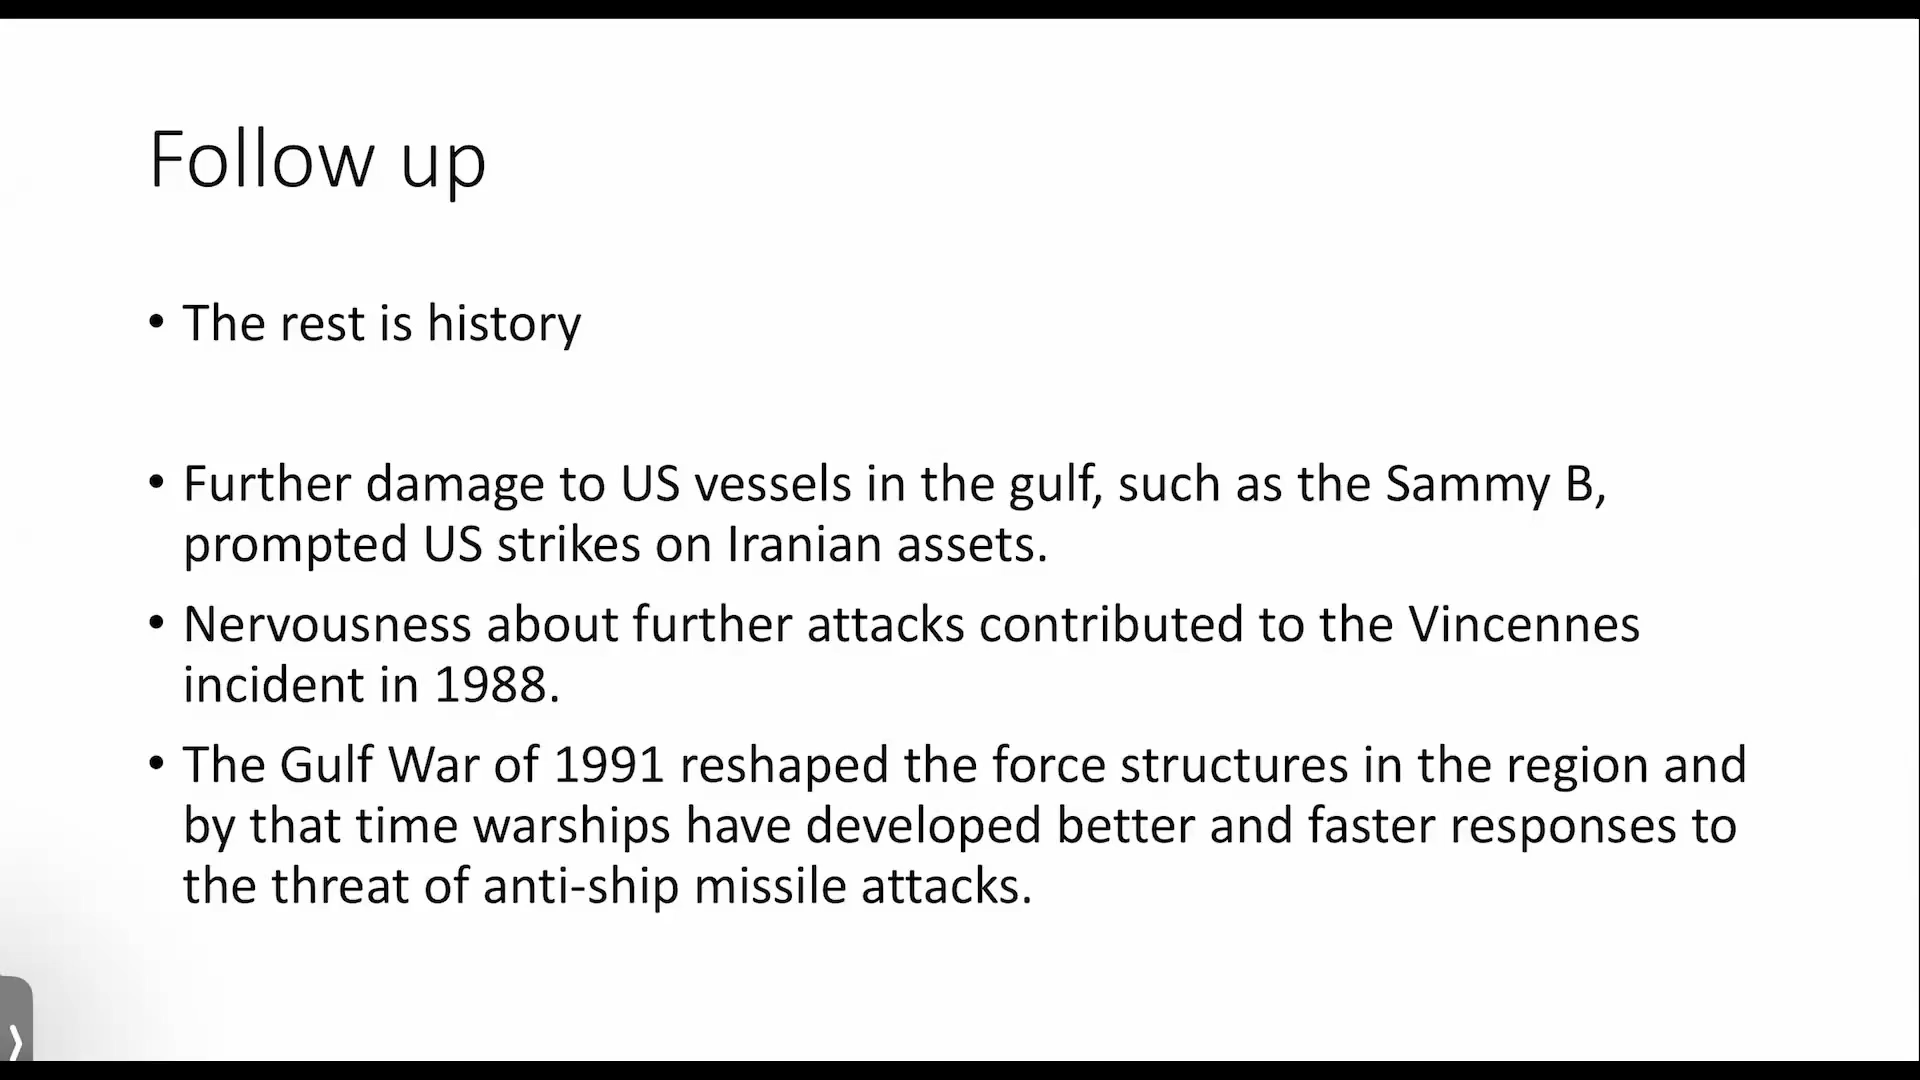 Follow up
• The rest is history
• Further damage to US vessels in the gulf, such as the Sammy B,
prompted US strikes on Iranian assets.
• Nervousness about further attacks contributed to the Vincennes
incident in 1988.
• The Gulf War of 1991 reshaped the force structures in the region and
by that time warships have developed better and faster responses to
the threat of anti-ship missile attacks.